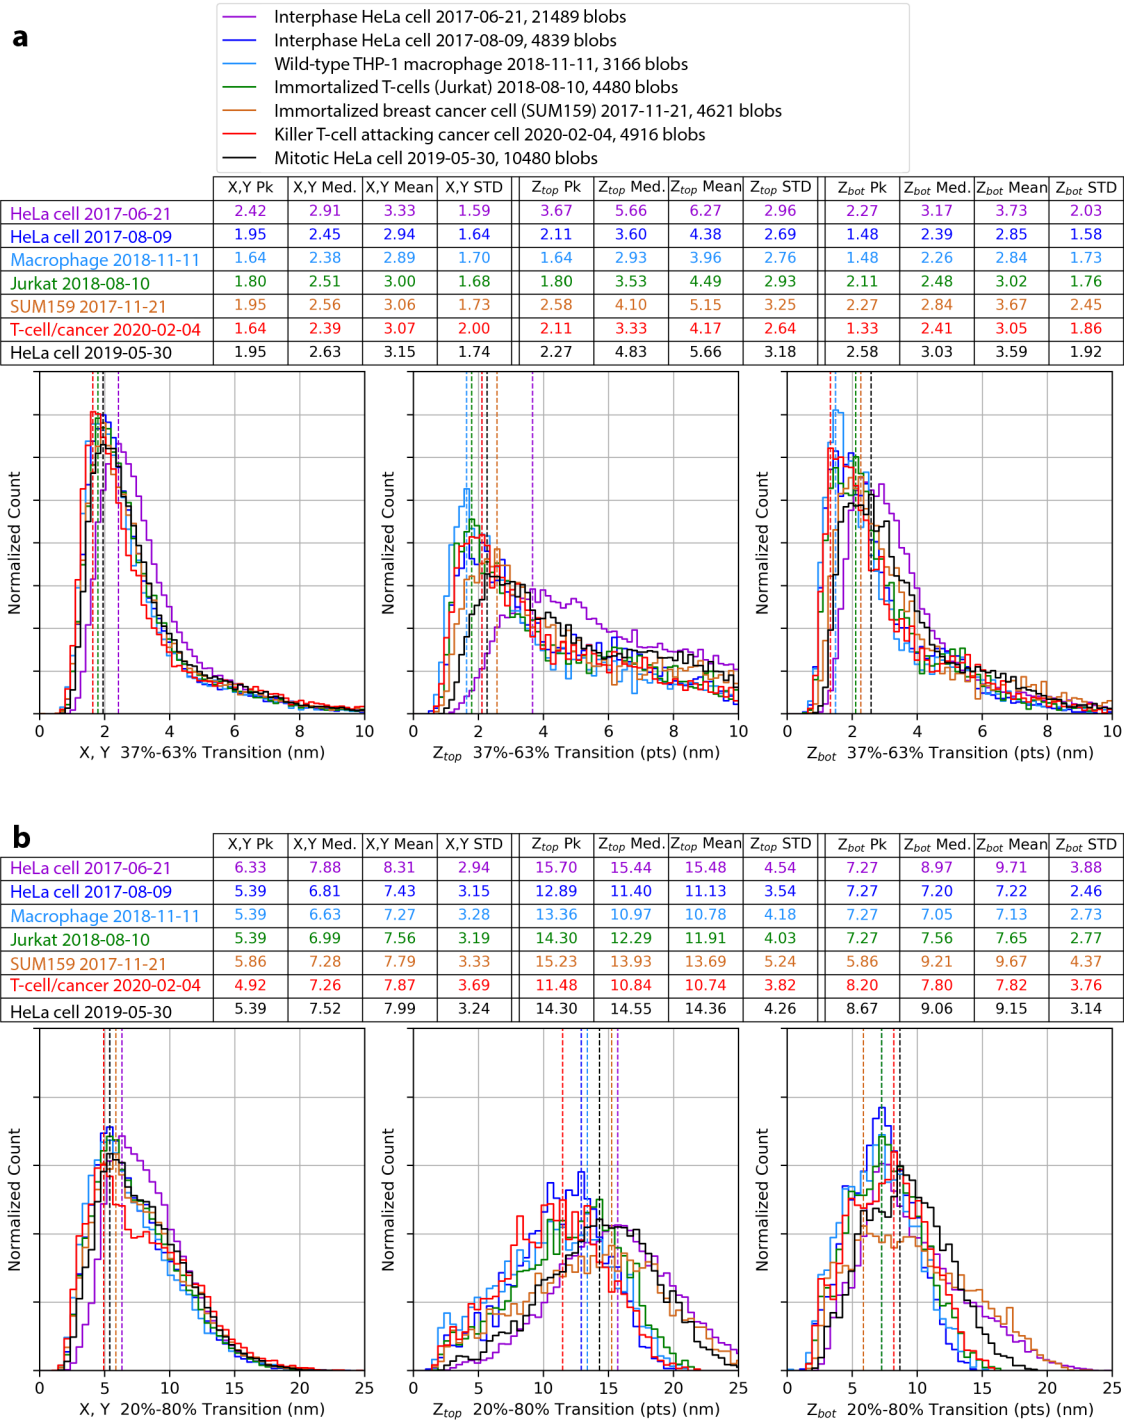 a
Interphase HeLa cell 2017-06-21, 21489 blobs
Interphase HeLa cell 2017-08-09, 4839 blobs
Wild-type THP-1 macrophage 2018-11-11, 3166 blobs
Immortalized T-cells (Jurkat) 2018-08-10, 4480 blobs
Immortalized breast cancer cell (SUM159) 2017-11-21, 4621 blobs
Killer T-cell attacking cancer cell 2020-02-04, 4916 blobs
Mitotic HeLa cell 2019-05-30, 10480 blobs
X,Y Pk X,Y Med. X,Y Mean X,Y STD Ztop Pk Ztop Med. Ztop Mean Ztop STD Zbot Pk Zbot Med. Zbot Mean Zbot STD
HeLa cell 2017-06-21 2.42 2.91 3.33 1.59 3.67 5.66 6.27 2.96 2.27 3.17 3.73 2.03
HeLa cell 2017-08-09 1.95 2.45 2.94 1.64 2.11 3.60 4.38 2.69 1.48 2.39 2.85 1.58
Macrophage 2018-11-11 1.64 2.38 2.89 1.70 1.64 2.93 3.96 2.76 1.48 2.26 2.84 1.73
Jurkat 2018-08-10 1.80 2.51 3.00 1.68 1.80 3.53 4.49 2.93 2.11 2.48 3.02 1.76
SUM159 2017-11-21 1.95 2.56 3.06 1.73 2.58 4.10 5.15 3.25 2.27 2.84 3.67 2.45
T-cell/cancer 2020-02-04 1.64 2.39 3.07 2.00 2.11 3.33 4.17 2.64 1.33 2.41 3.05 1.86
HeLa cell 2019-05-30 1.95 2.63 3.15 1.74 2.27 4.83 5.66 3.18 2.58 3.03 3.59 1.92
Normalized Count
Normalized Count
Normalized Count
0 2 4 6 8 10
0 2 4 6 8 10
0 2 4 6 8 10
X, Y 37%-63% Transition (nm)
Ztop 37%-63% Transition (pts)
Zbot 37%-63% Transition (pts)
b
X,Y Pk X,Y Med. X,Y Mean X,Y STD Ztop Pk Ztop Med. Ztop Mean Ztop STD Zbot Pk Zbot Med. Zbot Mean Zbot STD
HeLa cell 2017-06-21 6.33 7.88 8.31 2.94 15.70 15.44 15.48 4.54 7.27 8.97 9.71 3.88
HeLa cell 2017-08-09 5.39 6.81 7.43 3.15 12.89 11.40 11.13 3.54 7.27 7.20 7.22 2.46
Macrophage 2018-11-11 5.39 6.63 7.27 3.28 13.36 10.97 10.78 4.18 7.27 7.05 7.13 2.73
Jurkat 2018-08-10 5.39 6.99 7.56 3.19 14.30 12.29 11.91 4.03 7.27 7.56 7.65 2.77
SUM159 2017-11-21 5.86 7.28 7.79 3.33 15.23 13.93 13.69 5.24 5.86 9.21 9.67 4.37
T-cell/cancer 2020-02-04 4.92 7.26 7.87 3.69 11.48 10.84 10.74 3.82 8.20 7.80 7.82 3.76
HeLa cell 2019-05-30 5.39 7.52 7.99 3.24 14.30 14.55 14.36 4.26 8.67 9.06 9.15 3.14
Normalized Count
Normalized Count
Normalized Count
0 5 10 15 20 25
0 5 10 15 20 25
0 5 10 15 20 25
X, Y 20%-80% Transition (nm)
Ztop 20%-80% Transition (pts)
Zbot 20%-80% Transition (pts)